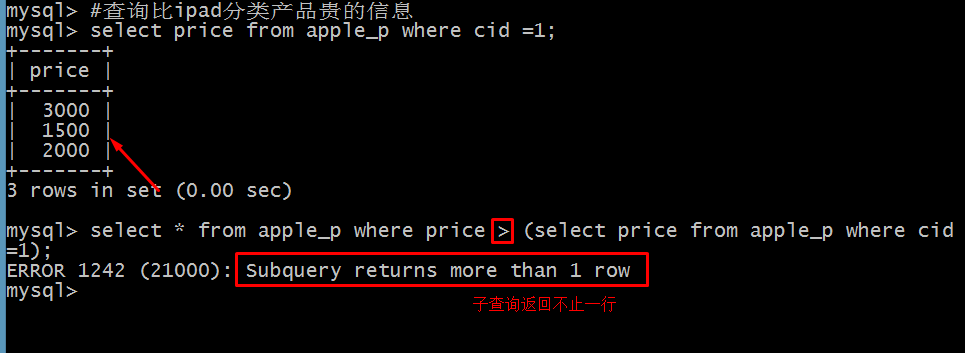 mysql> #查询比ipad分类产品贵的信息
mysql> select price from apple_p where cid =1;
+-------+
| price |
+-------+
|  3000 |
|  1500 |
|  2000 |
+-------+
3 rows in set (0.00 sec)
mysql> select * from apple_p where price > (select price from apple_p where cid
=1);
ERROR 1242 (21000): Subquery returns more than 1 row
mysql>
子查询返回不止一行